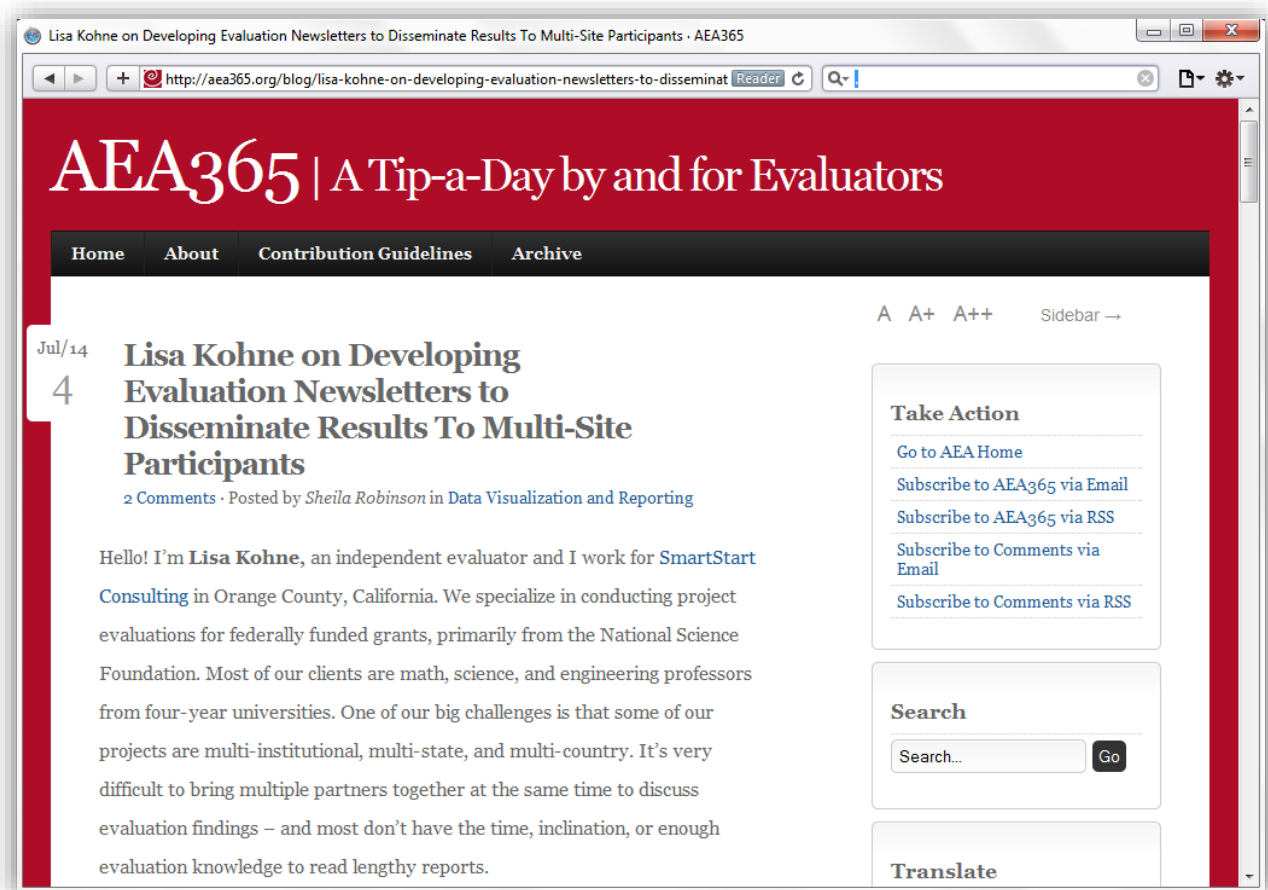 Lisa Kohne on Developing Evaluation Newsletters to Disseminate Results To Multi-Site Participants · AEA365
http://aea365.org/blog/lisa-kohne-on-developing-evaluation-newsletters-to-disseminat Reader
AEA365 | A Tip-a-Day by and for Evaluators
Home About Contribution Guidelines Archive
A A+ A++ Sidebar →
Jul/14
4
Lisa Kohne on Developing
Evaluation Newsletters to
Disseminate Results To Multi-Site
Participants
2 Comments · Posted by Sheila Robinson in Data Visualization and Reporting
Hello! I'm Lisa Kohne, an independent evaluator and I work for SmartStart
Consulting in Orange County, California. We specialize in conducting project
evaluations for federally funded grants, primarily from the National Science
Foundation. Most of our clients are math, science, and engineering professors
from four-year universities. One of our big challenges is that some of our
projects are multi-institutional, multi-state, and multi-country. It's very
difficult to bring multiple partners together at the same time to discuss
evaluation findings – and most don't have the time, inclination, or enough
evaluation knowledge to read lengthy reports.
Take Action
Go to AEA Home
Subscribe to AEA365 via Email
Subscribe to AEA365 via RSS
Subscribe to Comments via
Email
Subscribe to Comments via RSS
Search
Search... Go
Translate